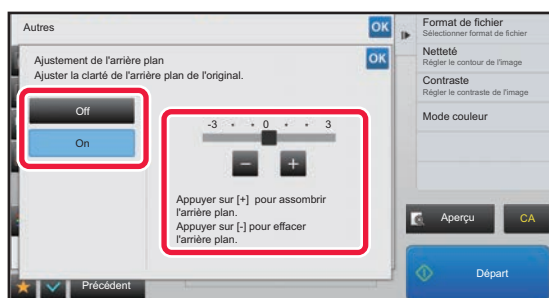 Autres
OK
Ajustement de l'arrière plan
Ajuster la clarté de l'arrière plan de l'original.
OK
Off
On
-3 • • 0 • • 3
− +
Appuyer sur [+] pour assombrir
l'arrière plan.
Appuyer sur [-] pour effacer
l'arrière plan.
Précédent
Format de fichier
Sélectionner format de fichier
Netteté
Régler le contour de l'image
Contraste
Régler le contraste de l'image
Mode couleur
Aperçu
CA
Départ